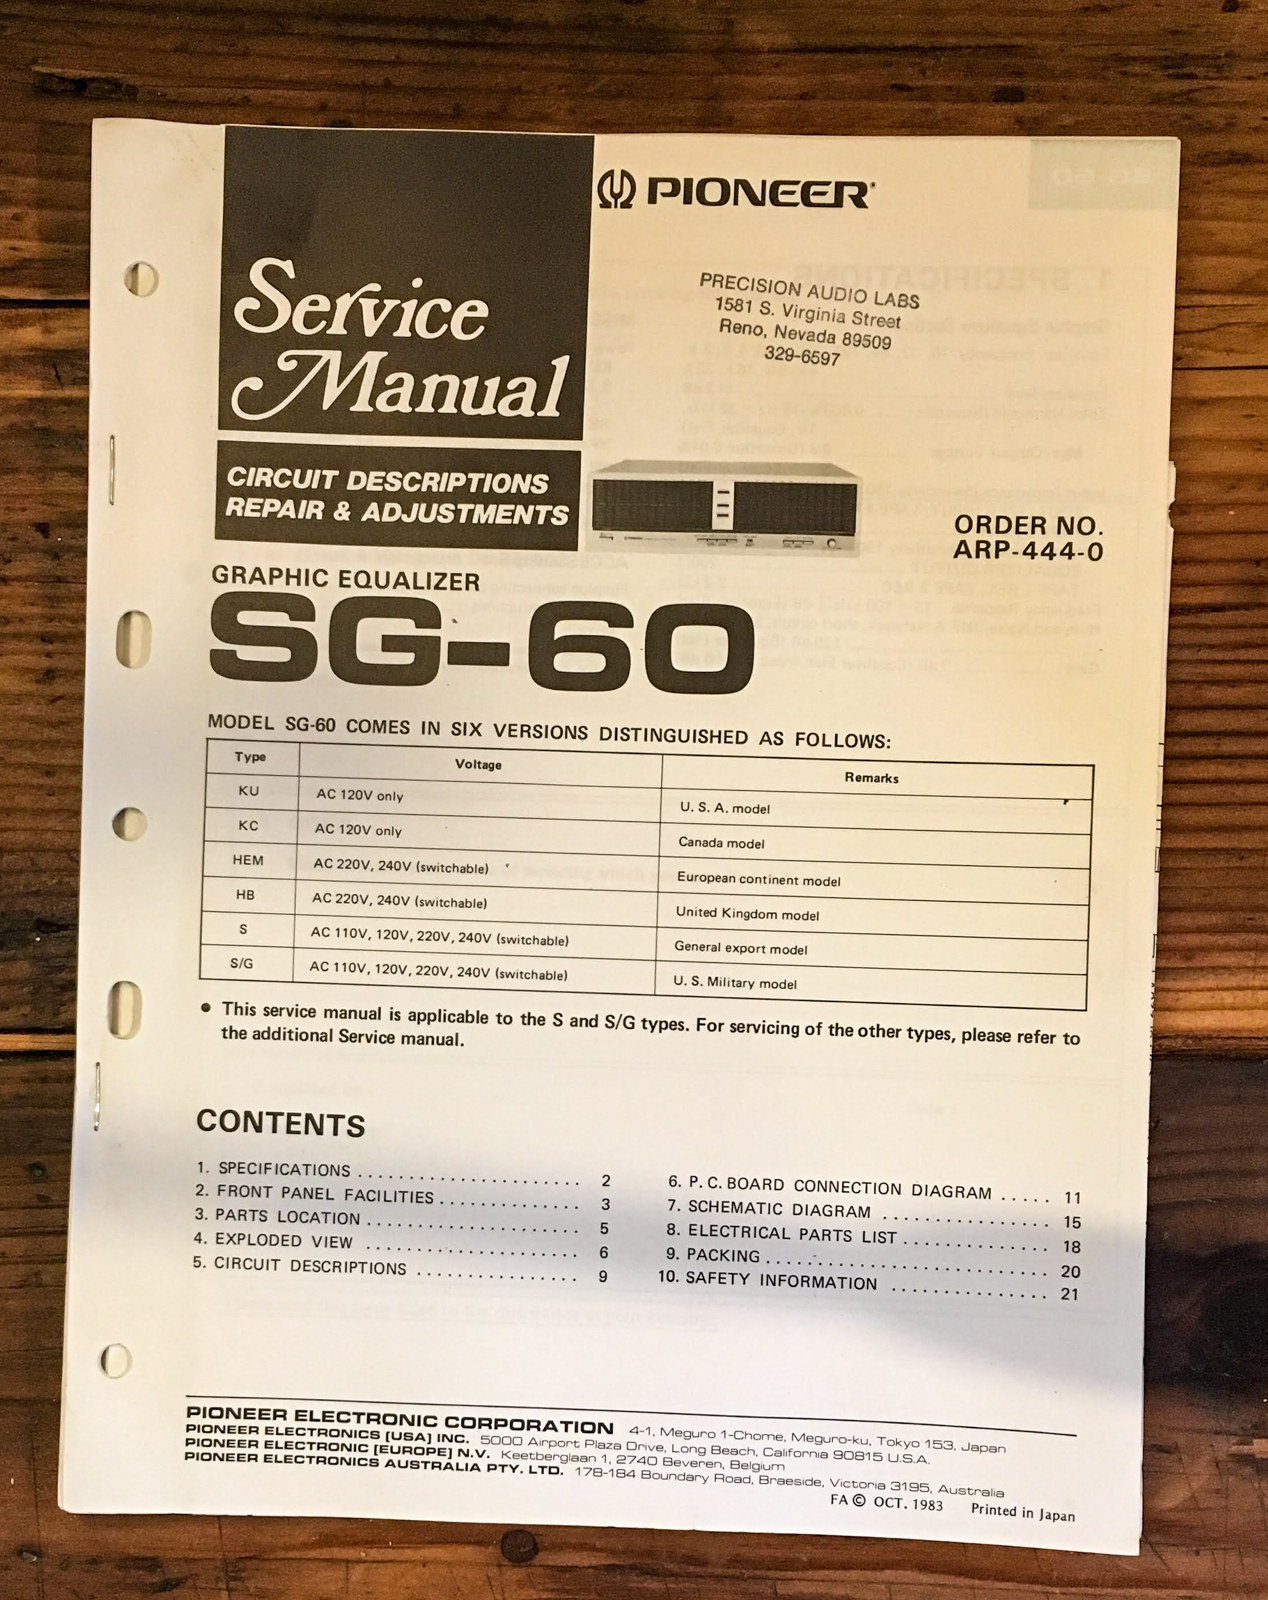 PIONEER
Service
Manual
PRECISION AUDIO LABS
1581 S. Virginia Street
Reno, Nevada 89509
329-6597
CIRCUIT DESCRIPTIONS
REPAIR & ADJUSTMENTS
ORDER NO.
ARP-444-0
GRAPHIC EQUALIZER
SG-60
MODEL SG-60 COMES IN SIX VERSIONS DISTINGUISHED AS FOLLOWS:
Type Voltage Remarks
KU AC 120V only U. S. A. model
KC AC 120V only Canada model
HEM AC 220V, 240V (switchable) European continent model
HB AC 220V, 240V (switchable) United Kingdom model
S AC 110V, 120V, 220V, 240V (switchable) General export model
S/G AC 110V, 120V, 220V, 240V (switchable) U. S. Military model
● This service manual is applicable to the S and S/G types. For servicing of the other types, please refer to
the additional Service manual.
CONTENTS
1. SPECIFICATIONS ....................... 2
2. FRONT PANEL FACILITIES ............. 3
3. PARTS LOCATION ...................... 5
4. EXPLODED VIEW ...................... 6
5. CIRCUIT DESCRIPTIONS ................ 9
6. P. C. BOARD CONNECTION DIAGRAM ..... 11
7. SCHEMATIC DIAGRAM ................. 15
8. ELECTRICAL PARTS LIST ............... 18
9. PACKING ............................ 20
10. SAFETY INFORMATION ................ 21
PIONEER ELECTRONIC CORPORATION 4-1, Meguro 1-Chome, Meguro-ku, Tokyo 153, Japan
PIONEER ELECTRONICS [USA] INC. 5000 Airport Plaza Drive, Long Beach, California 90815 U.S.A.
PIONEER ELECTRONIC [EUROPE] N.V. Keetberglaan 1, 2740 Beveren, Belgium
PIONEER ELECTRONICS AUSTRALIA PTY. LTD. 178-184 Boundary Road, Braeside, Victoria 3195, Australia
FA © OCT. 1983 Printed in Japan